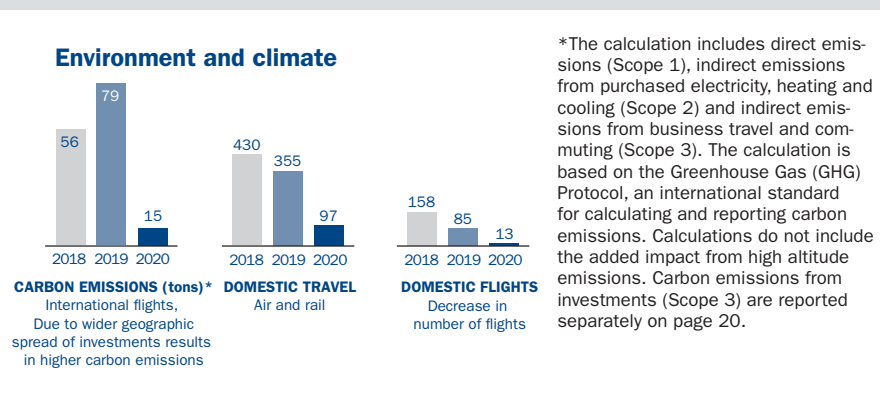 Environment and climate
56
79
15
2018 2019 2020
CARBON EMISSIONS (tons)*
International flights,
Due to wider geographic
spread of investments results
in higher carbon emissions
430
355
97
2018 2019 2020
DOMESTIC TRAVEL
Air and rail
158
85
13
2018 2019 2020
DOMESTIC FLIGHTS
Decrease in
number of flights
*The calculation includes direct emis-
sions (Scope 1), indirect emissions
from purchased electricity, heating and
cooling (Scope 2) and indirect emis-
sions from business travel and com-
muting (Scope 3). The calculation is
based on the Greenhouse Gas (GHG)
Protocol, an international standard
for calculating and reporting carbon
emissions. Calculations do not include
the added impact from high altitude
emissions. Carbon emissions from
investments (Scope 3) are reported
separately on page 20.